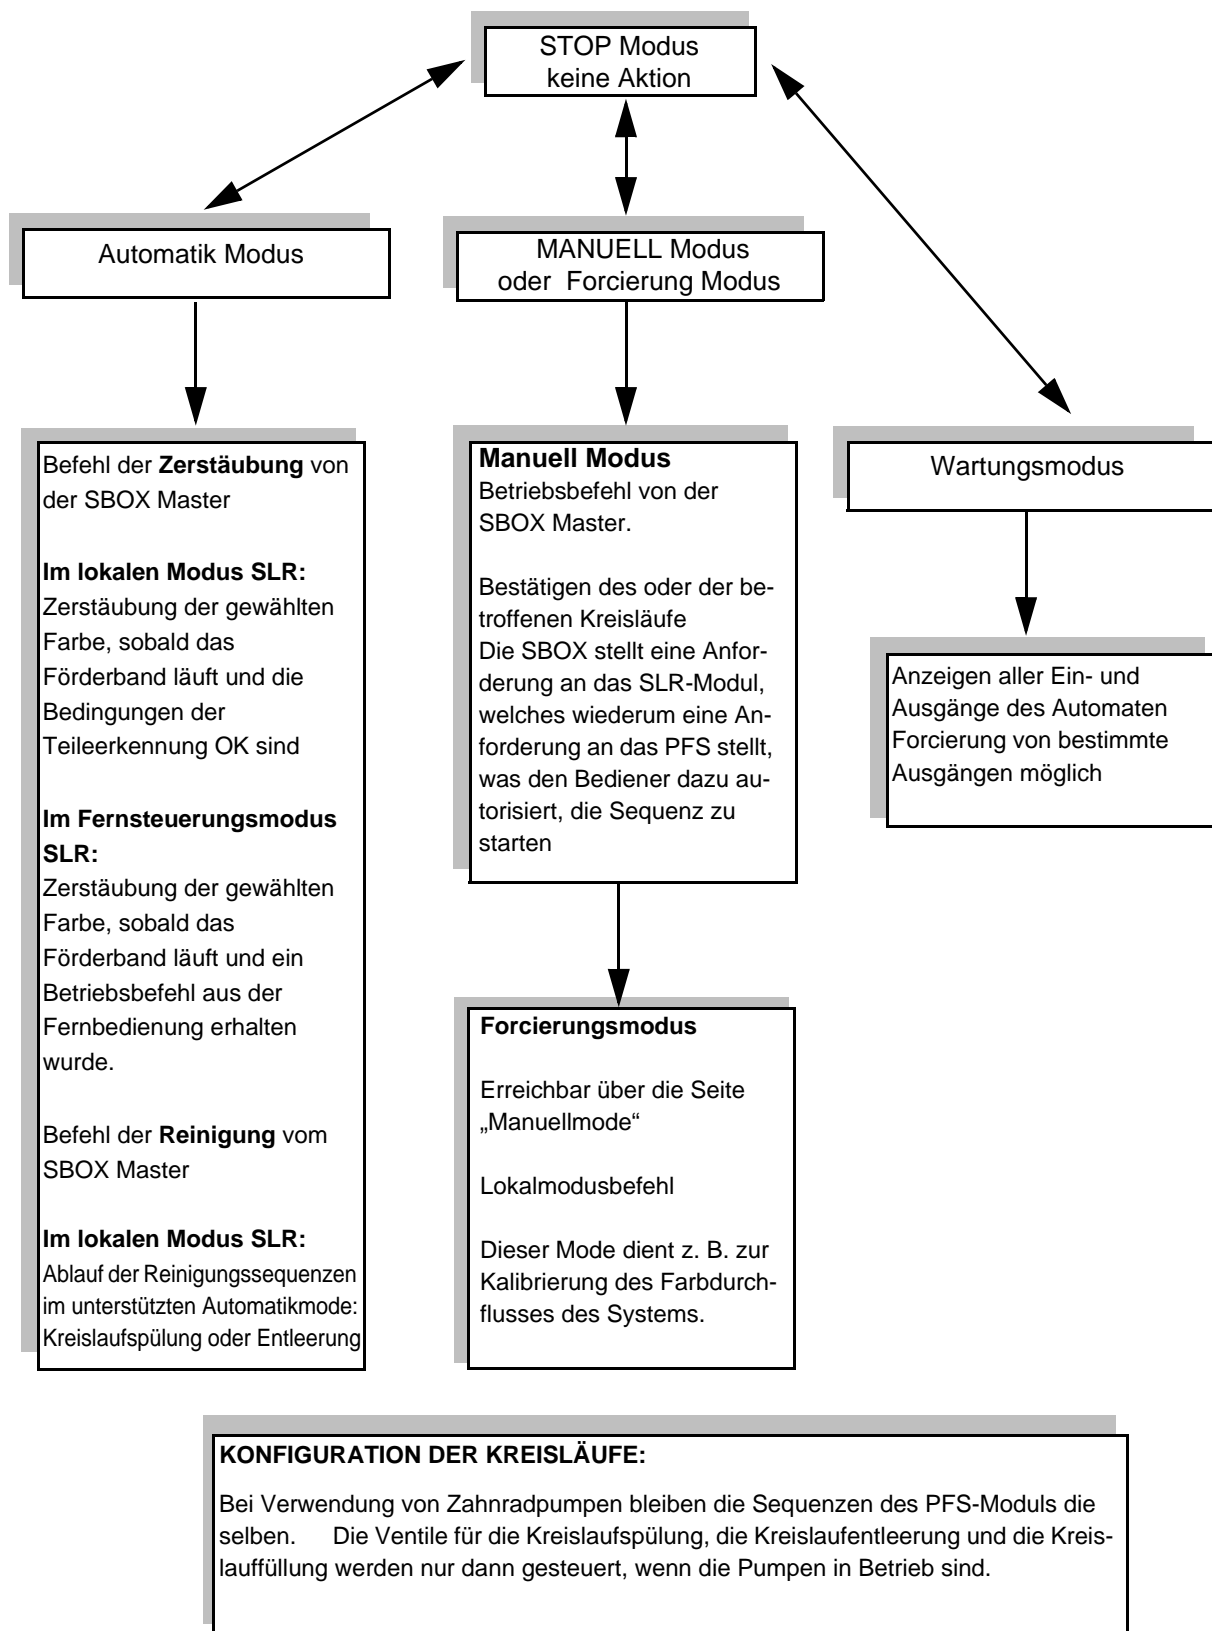 STOP Modus
keine Aktion
Automatik Modus
MANUELL Modus
oder Forcierung Modus
Befehl der Zerstäubung von
der SBOX Master
Im lokalen Modus SLR:
Zerstäubung der gewählten
Farbe, sobald das
Förderband läuft und die
Bedingungen der
Teileerkennung OK sind
Im Fernsteuerungsmodus
SLR:
Zerstäubung der gewählten
Farbe, sobald das
Förderband läuft und ein
Betriebsbefehl aus der
Fernbedienung erhalten
wurde.
Befehl der Reinigung vom
SBOX Master
Im lokalen Modus SLR:
Ablauf der Reinigungssequenzen
im unterstützten Automatikmode:
Kreislaufspülung oder Entleerung
Manuell Modus
Betriebsbefehl von der
SBOX Master.
Bestätigen des oder der be-
troffenen Kreisläufe
Die SBOX stellt eine Anfor-
derung an das SLR-Modul,
welches wiederum eine An-
forderung an das PFS stellt,
was den Bediener dazu au-
torisiert, die Sequenz zu
starten
Forcierungsmodus
Erreichbar über die Seite
„Manuellmode“
Lokalmodusbefehl
Dieser Mode dient z. B. zur
Kalibrierung des Farbdurch-
flusses des Systems.
Wartungsmodus
Anzeigen aller Ein- und
Ausgänge des Automaten
Forcierung von bestimmte
Ausgängen möglich
KONFIGURATION DER KREISLÄUFE:
Bei Verwendung von Zahnradpumpen bleiben die Sequenzen des PFS-Moduls die
selben. Die Ventile für die Kreislaufspülung, die Kreislaufentleerung und die Kreis-
lauffüllung werden nur dann gesteuert, wenn die Pumpen in Betrieb sind.